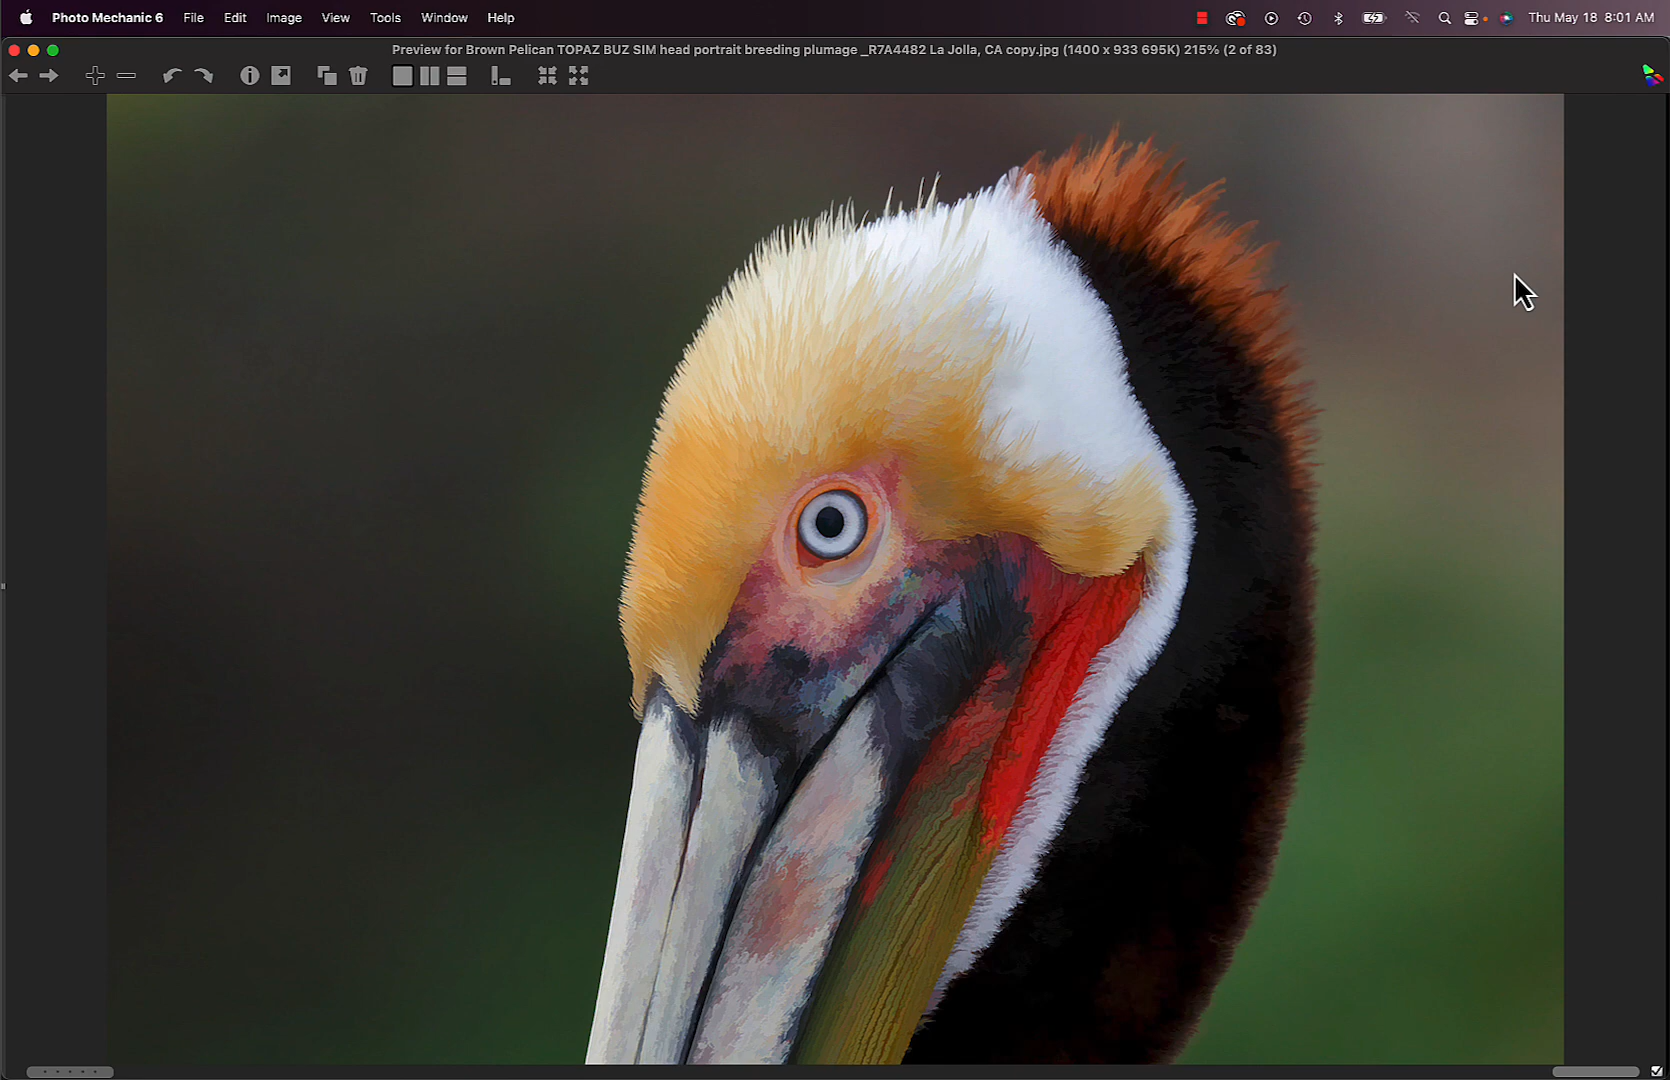 Photo Mechanic 6 File Edit Image View Tools Window Help Thu May 18 8:01 AM
Preview for Brown Pelican TOPAZ BUZ SIM head portrait breeding plumage _R7A4482 La Jolla, CA copy.jpg (1400 x 933 695K) 215% (2 of 83)